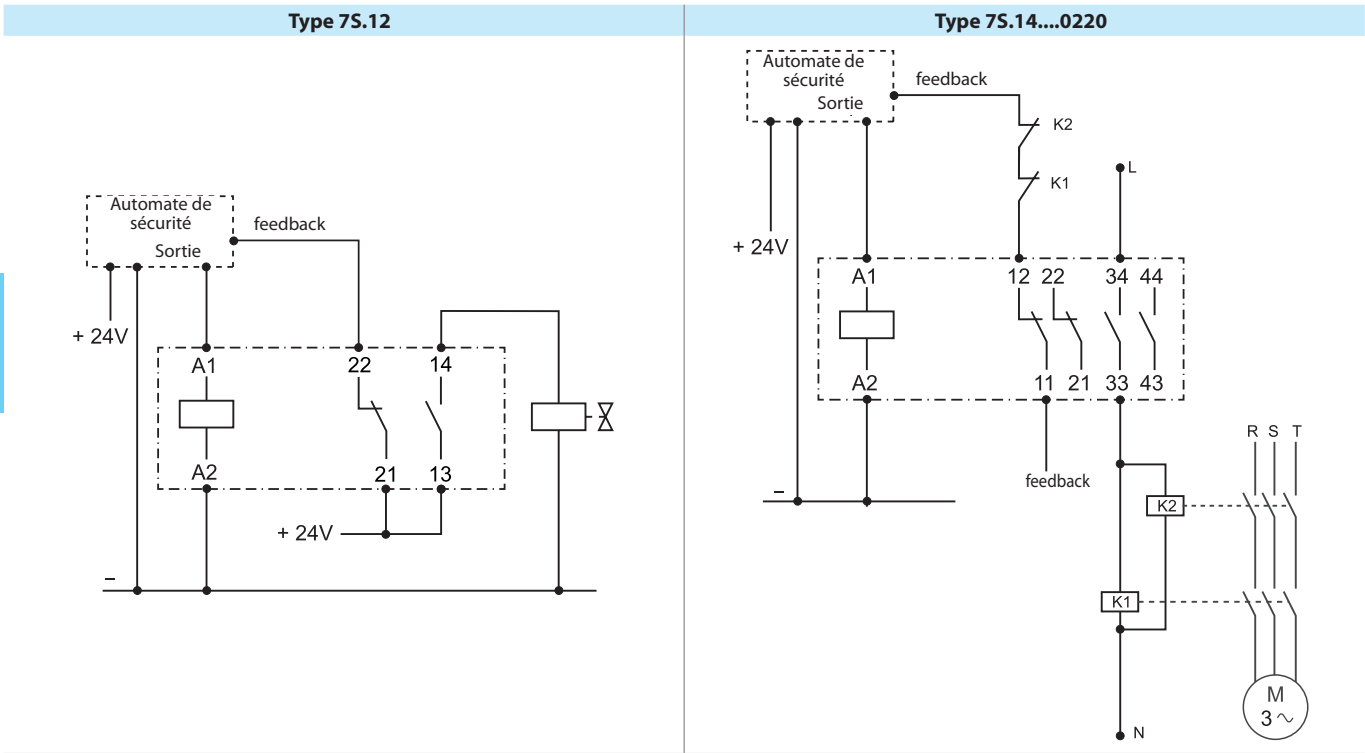 Type 7S.12
Automate de
sécurité
Sortie
feedback
+ 24V
A1
22
14
A2
21
13
+ 24V
–
Type 7S.14....0220
Automate de
sécurité
Sortie
feedback
K2
K1
L
+ 24V
A1
12 22
34 44
A2
11 21 33 43
feedback
–
R S T
K2
K1
M
3 ~
N